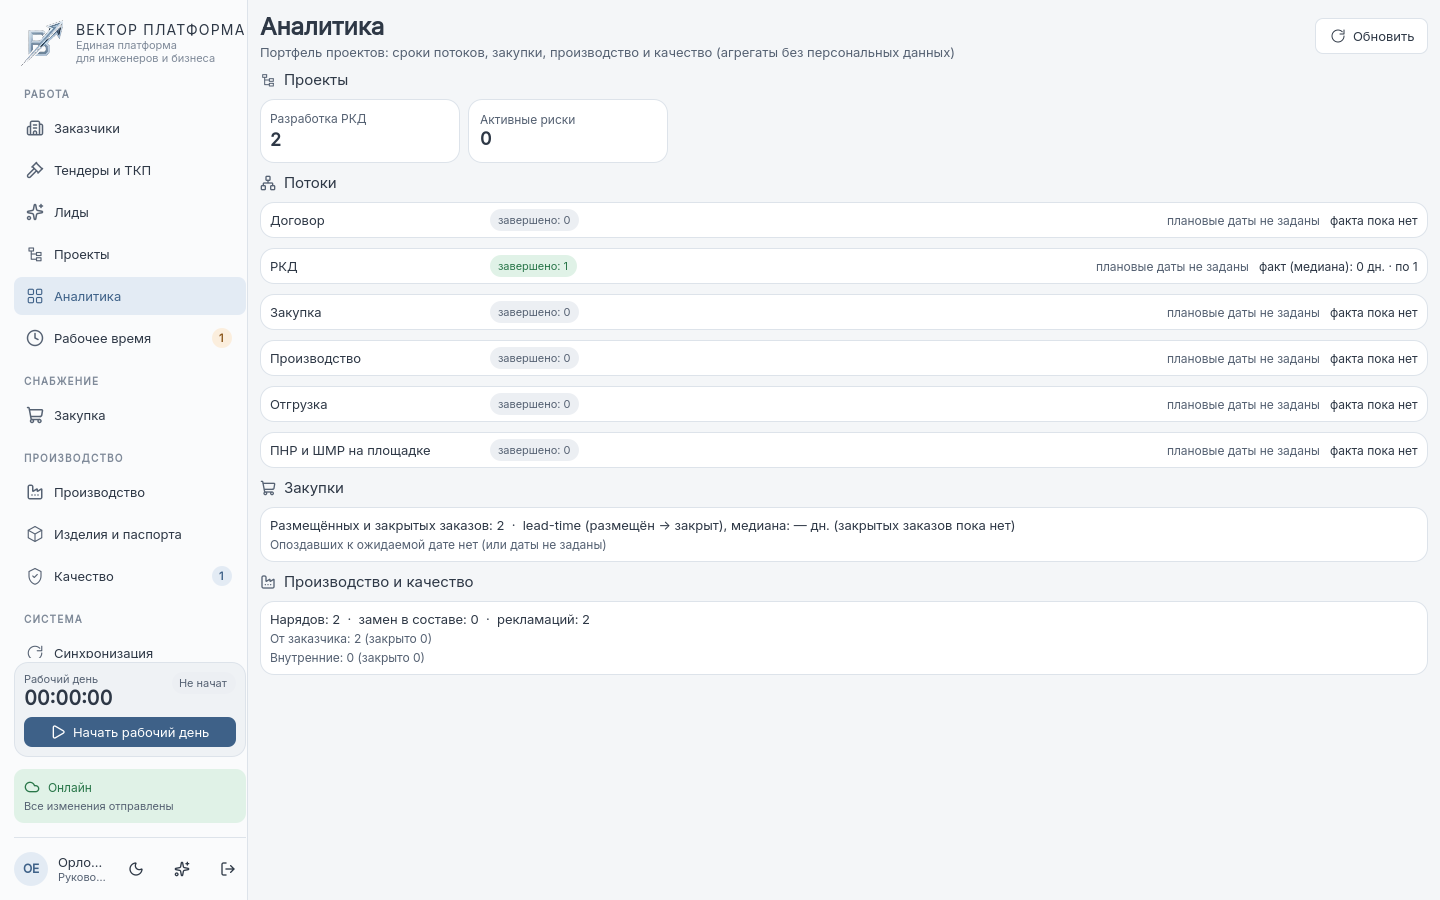 ВЕКТОР ПЛАТФОРМА
Единая платформа
для инженеров и бизнеса
РАБОТА
Заказчики
Тендеры и ТКП
Лиды
Проекты
Аналитика
Рабочее время 1
СНАБЖЕНИЕ
Закупка
ПРОИЗВОДСТВО
Производство
Изделия и паспорта
Качество 1
СИСТЕМА
Синхронизация
Рабочий день
Не начат
00:00:00
Начать рабочий день
Онлайн
Все изменения отправлены
ОЕ
Орло...
Руково...
Аналитика
Портфель проектов: сроки потоков, закупки, производство и качество (агрегаты без персональных данных)
Обновить
Проекты
Разработка РКД
2
Активные риски
0
Потоки
Договор завершено: 0 плановые даты не заданы факта пока нет
РКД завершено: 1 плановые даты не заданы факт (медиана): 0 дн. · по 1
Закупка завершено: 0 плановые даты не заданы факта пока нет
Производство завершено: 0 плановые даты не заданы факта пока нет
Отгрузка завершено: 0 плановые даты не заданы факта пока нет
ПНР и ШМР на площадке завершено: 0 плановые даты не заданы факта пока нет
Закупки
Размещённых и закрытых заказов: 2 · lead-time (размещён → закрыт), медиана: — дн. (закрытых заказов пока нет)
Опоздавших к ожидаемой дате нет (или даты не заданы)
Производство и качество
Нарядов: 2 · замен в составе: 0 · рекламаций: 2
От заказчика: 2 (закрыто 0)
Внутренние: 0 (закрыто 0)